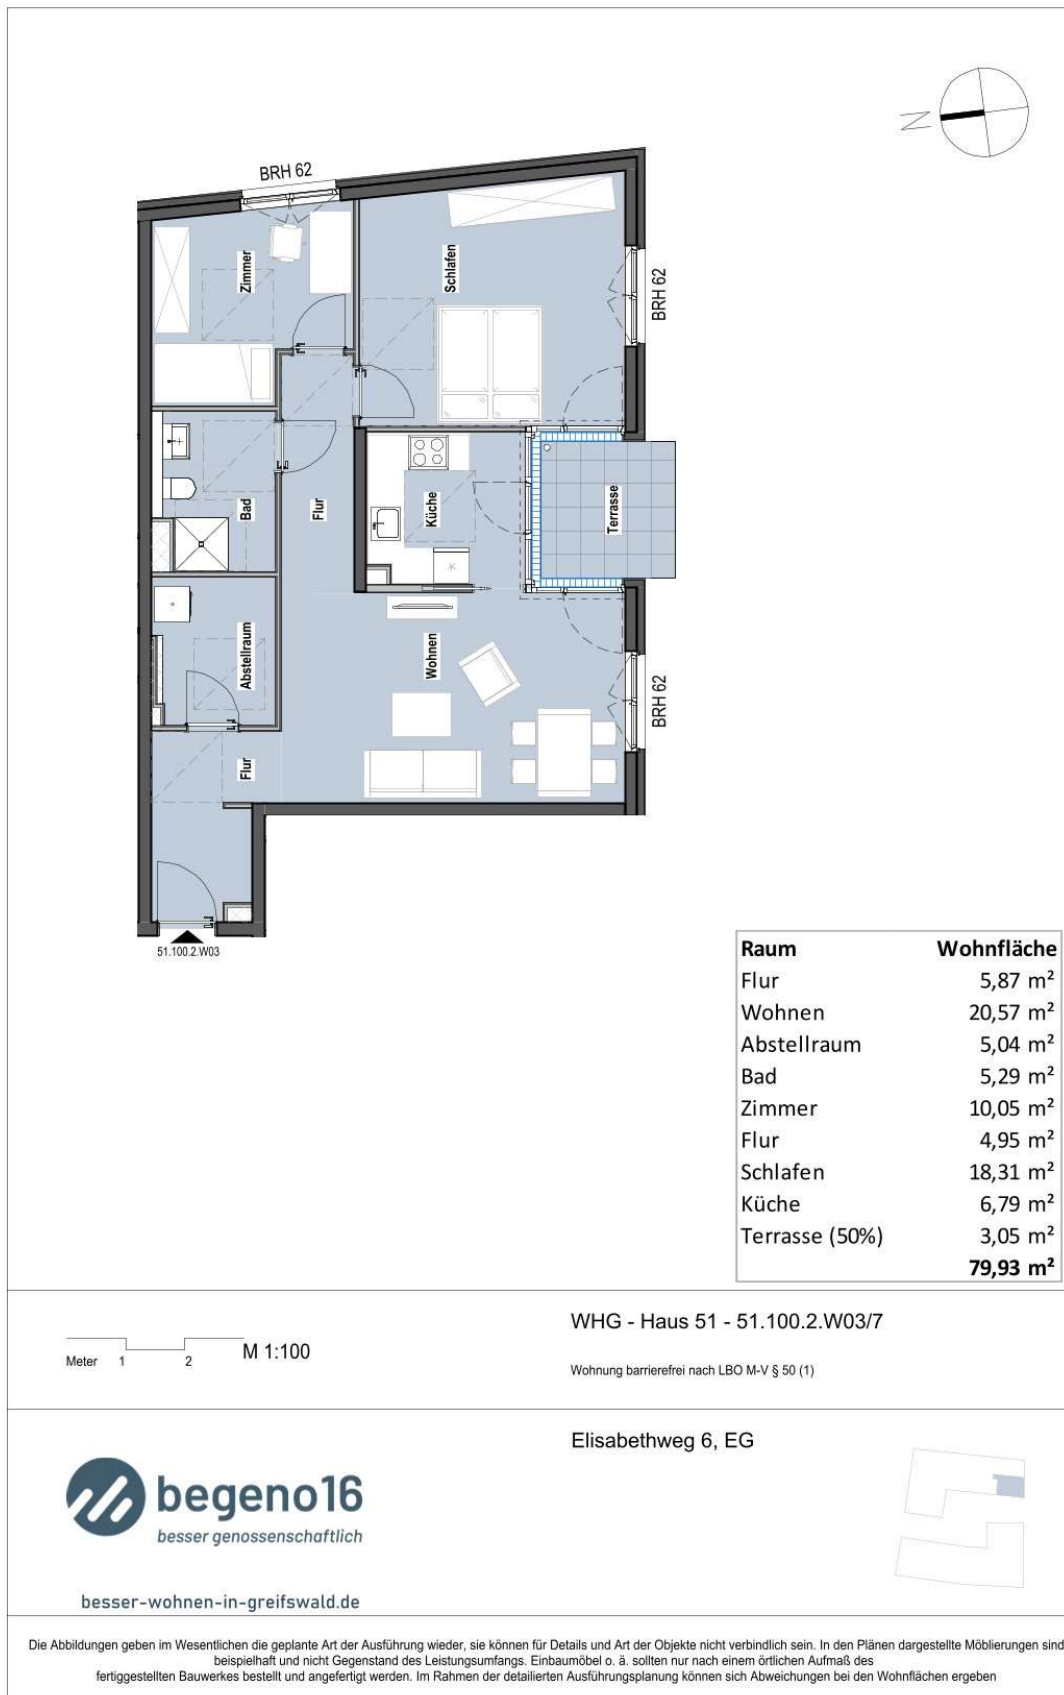 N
BRH 62
Zimmer
Schlafen
BRH 62
Bad
Flur
Küche
Terrasse
Abstellraum
Wohnen
BRH 62
Flur
51.100.2.W03
Raum Wohnfläche
Flur 5,87 m²
Wohnen 20,57 m²
Abstellraum 5,04 m²
Bad 5,29 m²
Zimmer 10,05 m²
Flur 4,95 m²
Schlafen 18,31 m²
Küche 6,79 m²
Terrasse (50%) 3,05 m²
79,93 m²
WHG - Haus 51 - 51.100.2.W03/7
Meter 1 2 M 1:100
Wohnung barrierefrei nach LBO M-V § 50 (1)
Elisabethweg 6, EG
begeno16
besser genossenschaftlich
besser-wohnen-in-greifswald.de
Die Abbildungen geben im Wesentlichen die geplante Art der Ausführung wieder, sie können für Details und Art der Objekte nicht verbindlich sein. In den Plänen dargestellte Möblierungen sind
beispielhaft und nicht Gegenstand des Leistungsumfangs. Einbaumöbel o. ä. sollten nur nach einem örtlichen Aufmaß des
fertiggestellten Bauwerkes bestellt und angefertigt werden. Im Rahmen der detailierten Ausführungsplanung können sich Abweichungen bei den Wohnflächen ergeben